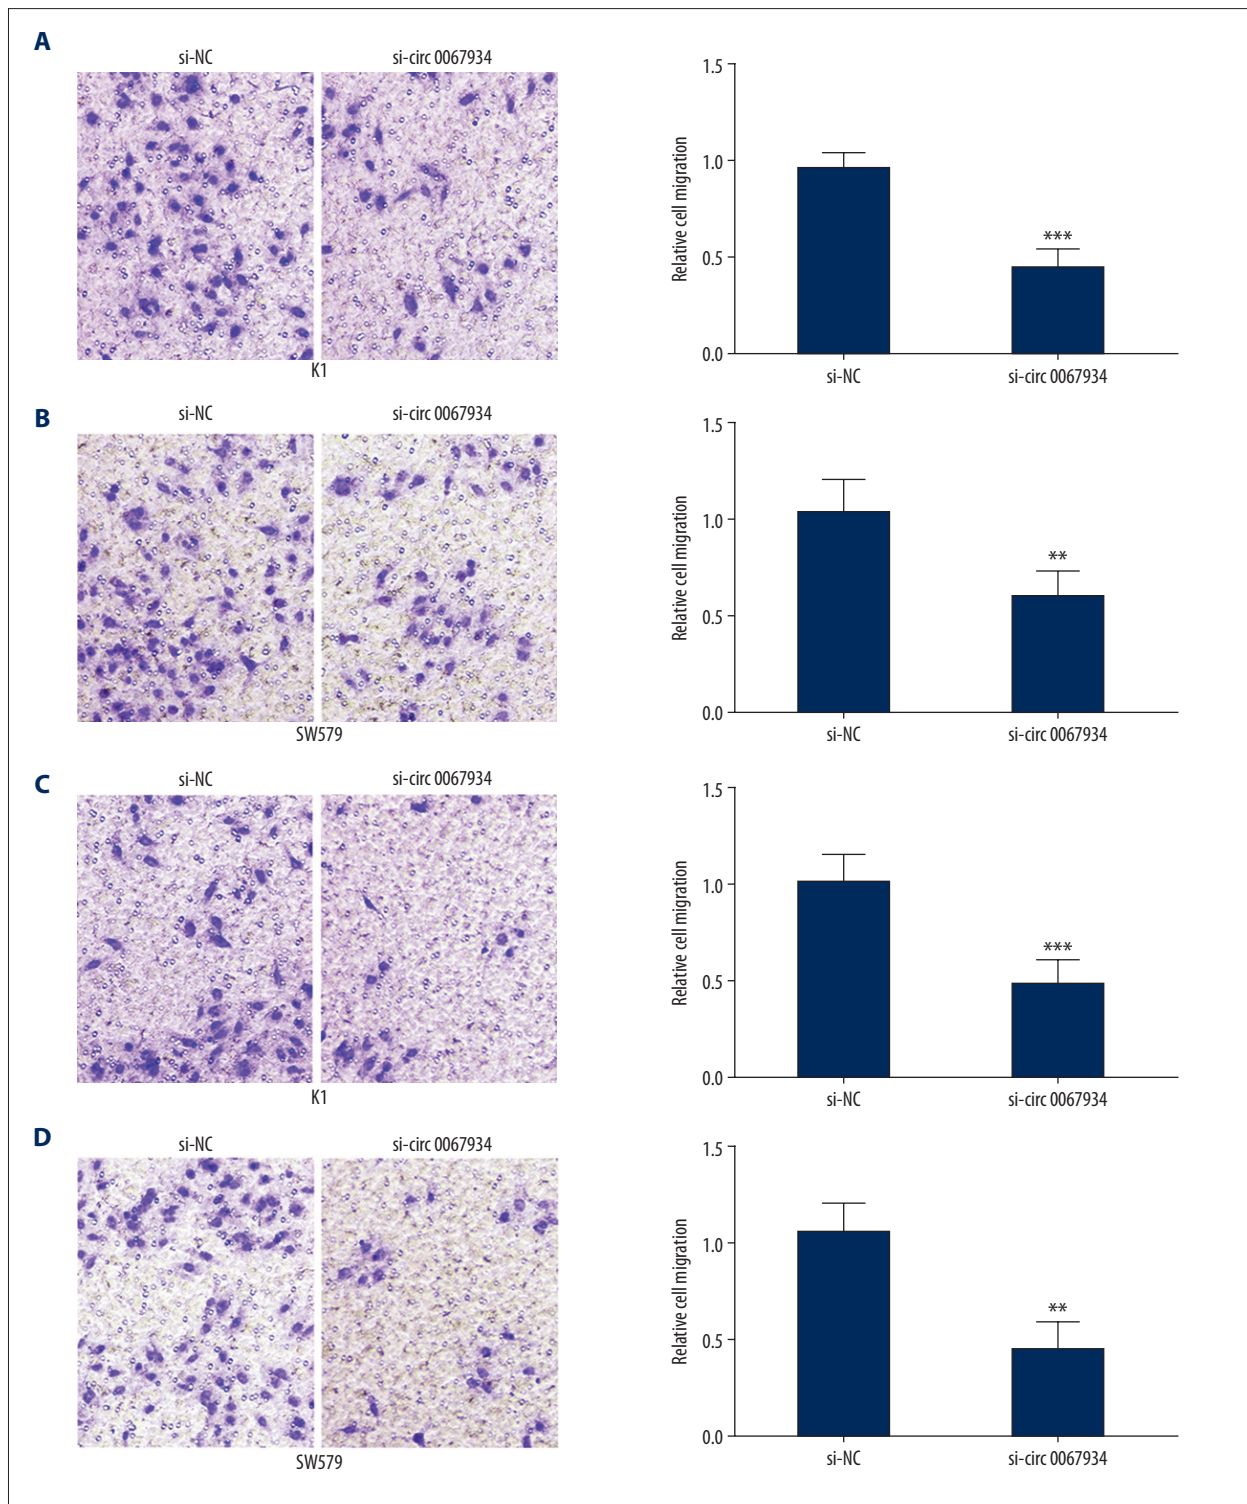 A
si-NC si-circ 0067934
K1
Relative cell migration
1.5
1.0
0.5
0.0
***
si-NC si-circ 0067934
B
si-NC si-circ 0067934
SW579
Relative cell migration
1.5
1.0
0.5
0.0
**
si-NC si-circ 0067934
C
si-NC si-circ 0067934
K1
Relative cell migration
1.5
1.0
0.5
0.0
***
si-NC si-circ 0067934
D
si-NC si-circ 0067934
SW579
Relative cell migration
1.5
1.0
0.5
0.0
**
si-NC si-circ 0067934